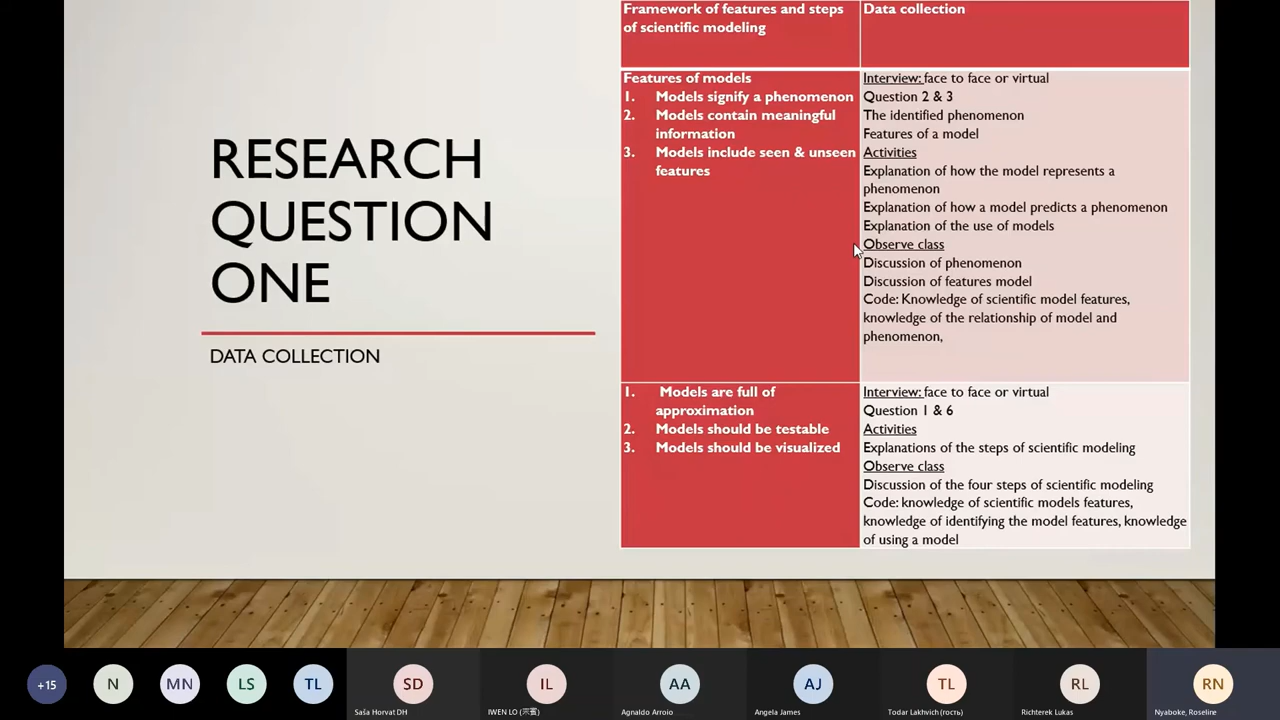 RESEARCH
QUESTION
ONE
DATA COLLECTION
Framework of features and steps
of scientific modeling
Data collection
Features of models
1. Models signify a phenomenon
2. Models contain meaningful
information
3. Models include seen & unseen
features
Interview: face to face or virtual
Question 2 & 3
The identified phenomenon
Features of a model
Activities
Explanation of how the model represents a
phenomenon
Explanation of how a model predicts a phenomenon
Explanation of the use of models
Observe class
Discussion of phenomenon
Discussion of features model
Code: Knowledge of scientific model features,
knowledge of the relationship of model and
phenomenon,
1. Models are full of
approximation
2. Models should be testable
3. Models should be visualized
Interview: face to face or virtual
Question 1 & 6
Activities
Explanations of the steps of scientific modeling
Observe class
Discussion of the four steps of scientific modeling
Code: knowledge of scientific models features,
knowledge of identifying the model features, knowledge
of using a model
+15
N
MN
LS
TL
SD
Saša Horvat DH
IL
IWEN LO (宗賓)
AA
Agnaldo Arroio
AJ
Angela James
TL
Todar Lakhvich (гость)
RL
Richterek Lukas
RN
Nyaboke, Roseline